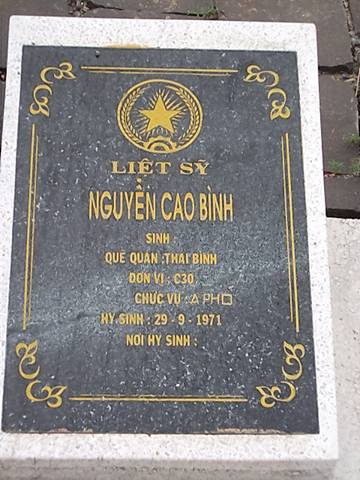 LIỆT SỸ
NGUYỄN CAO BÌNH
SINH :
QUÊ QUÁN :THÁI BÌNH
ĐƠN VỊ : C30
CHỨC VỤ : A PHÓ
HY SINH : 29 - 9 - 1971
NƠI HY SINH :